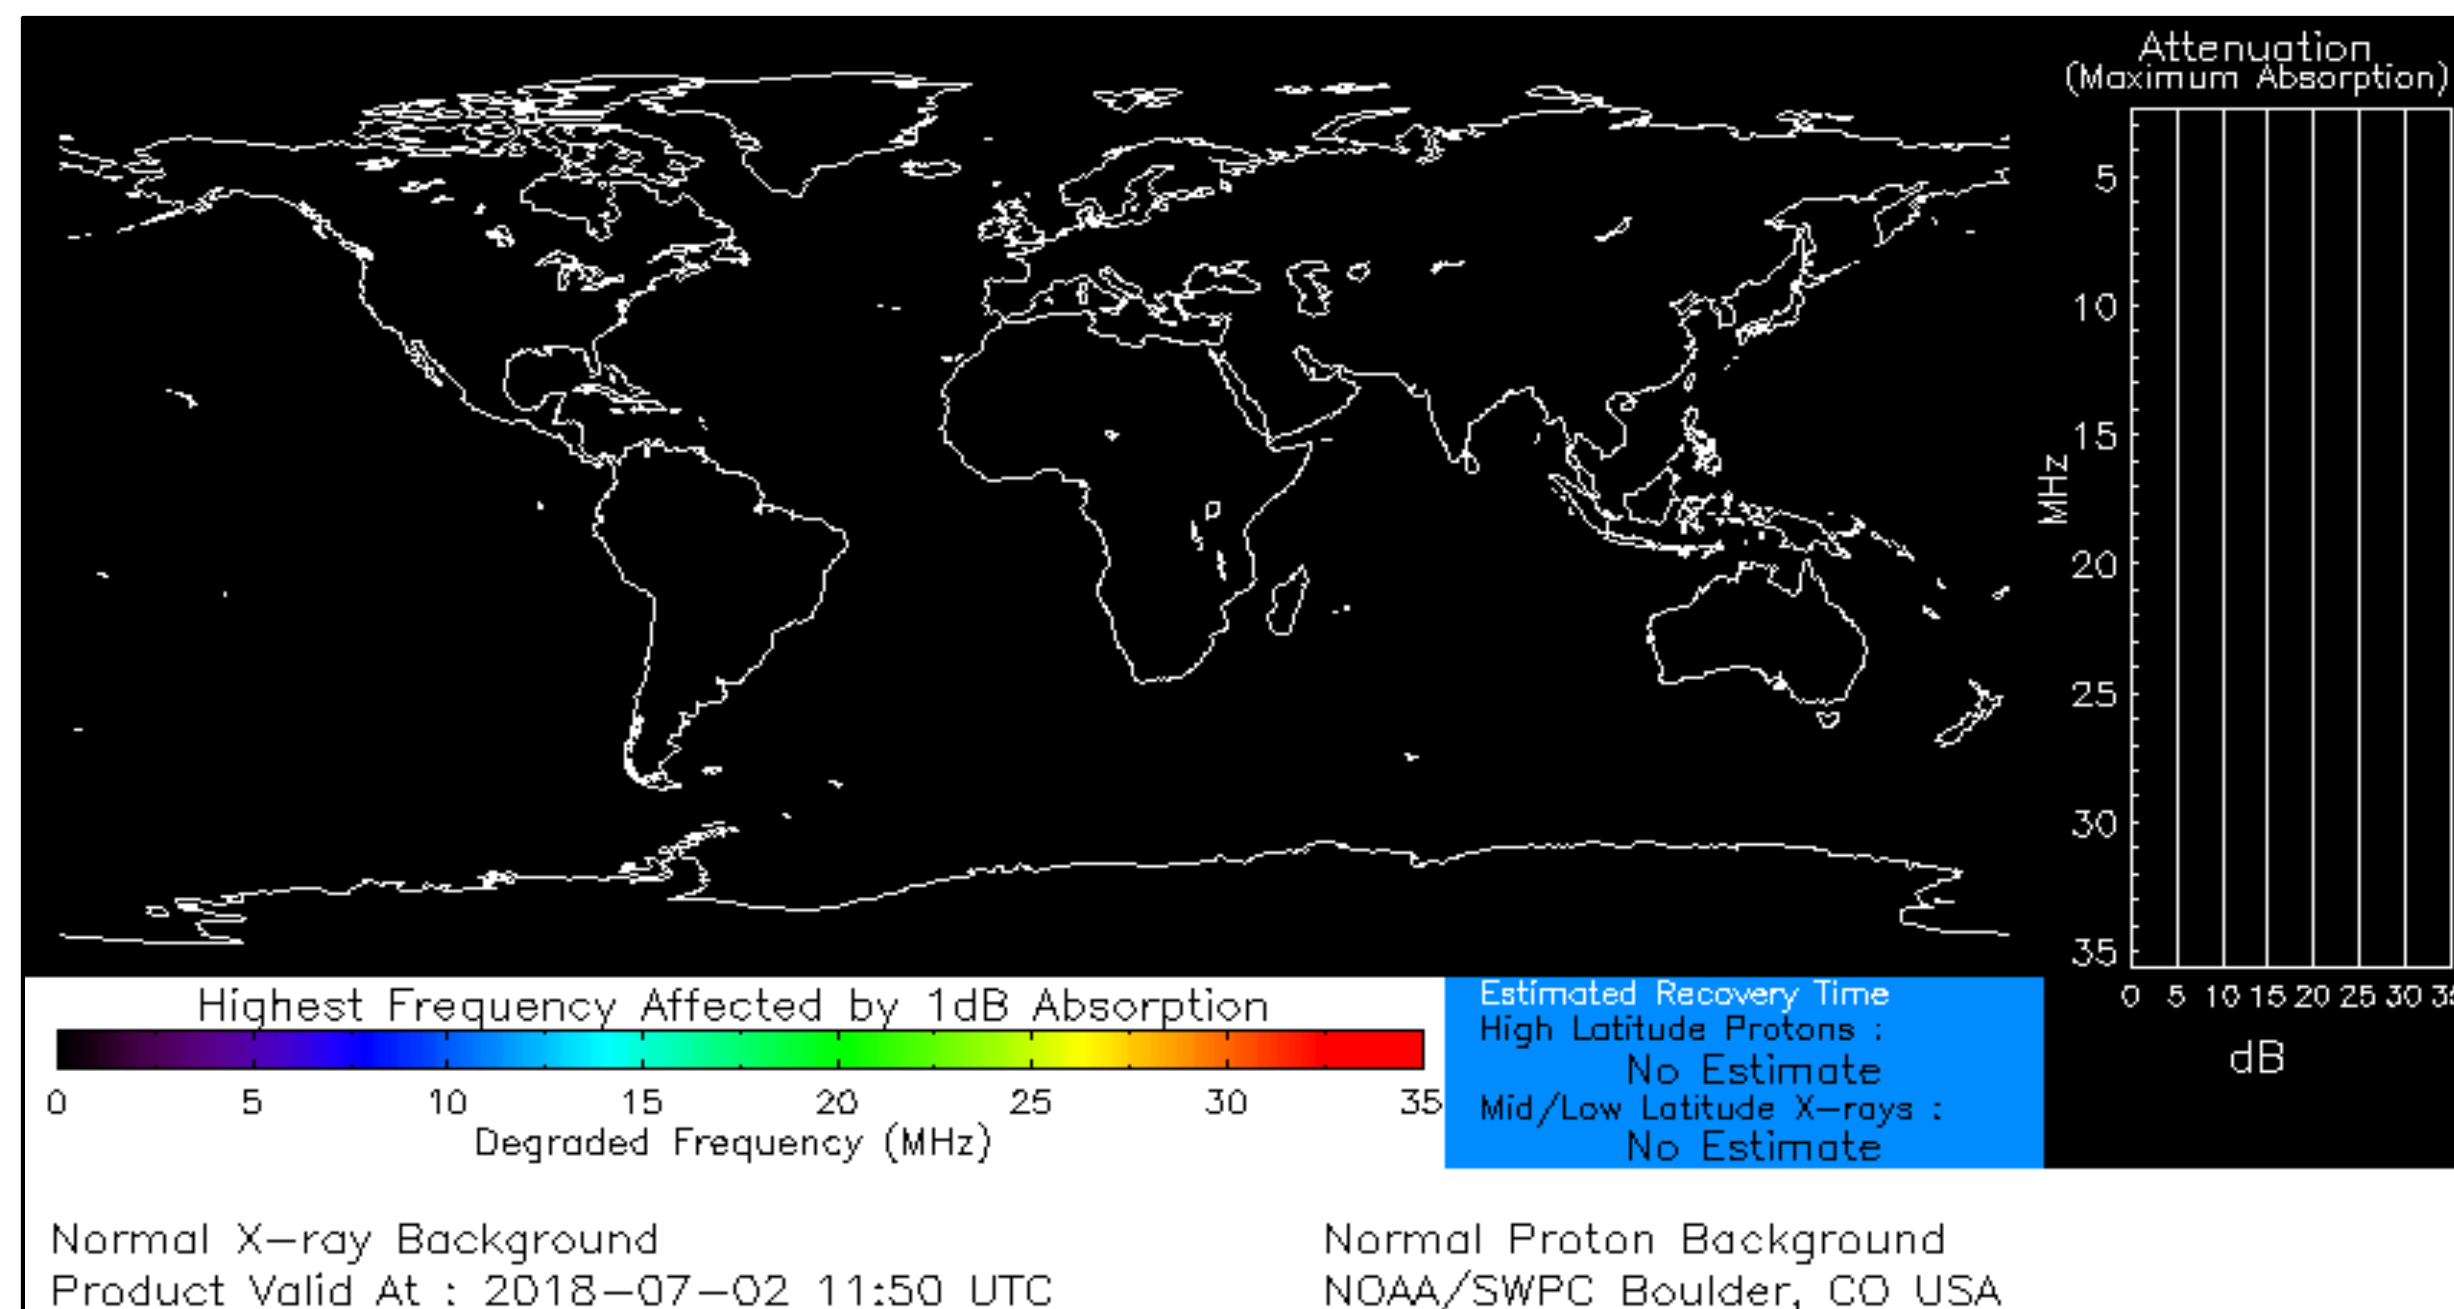 Attenuation
(Maximum Absorption)
5
10
15
20
25
30
35
MHz
0 5 10 15 20 25 30
dB
Highest Frequency Affected by 1dB Absorption
0 5 10 15 20 25 30 35
Degraded Frequency (MHz)
Estimated Recovery Time
High Latitude Protons :
No Estimate
Mid/Low Latitude X-rays :
No Estimate
Normal X-ray Background
Product Valid At : 2018-07-02 11:50 UTC
Normal Proton Background
NOAA/SWPC Boulder, CO USA